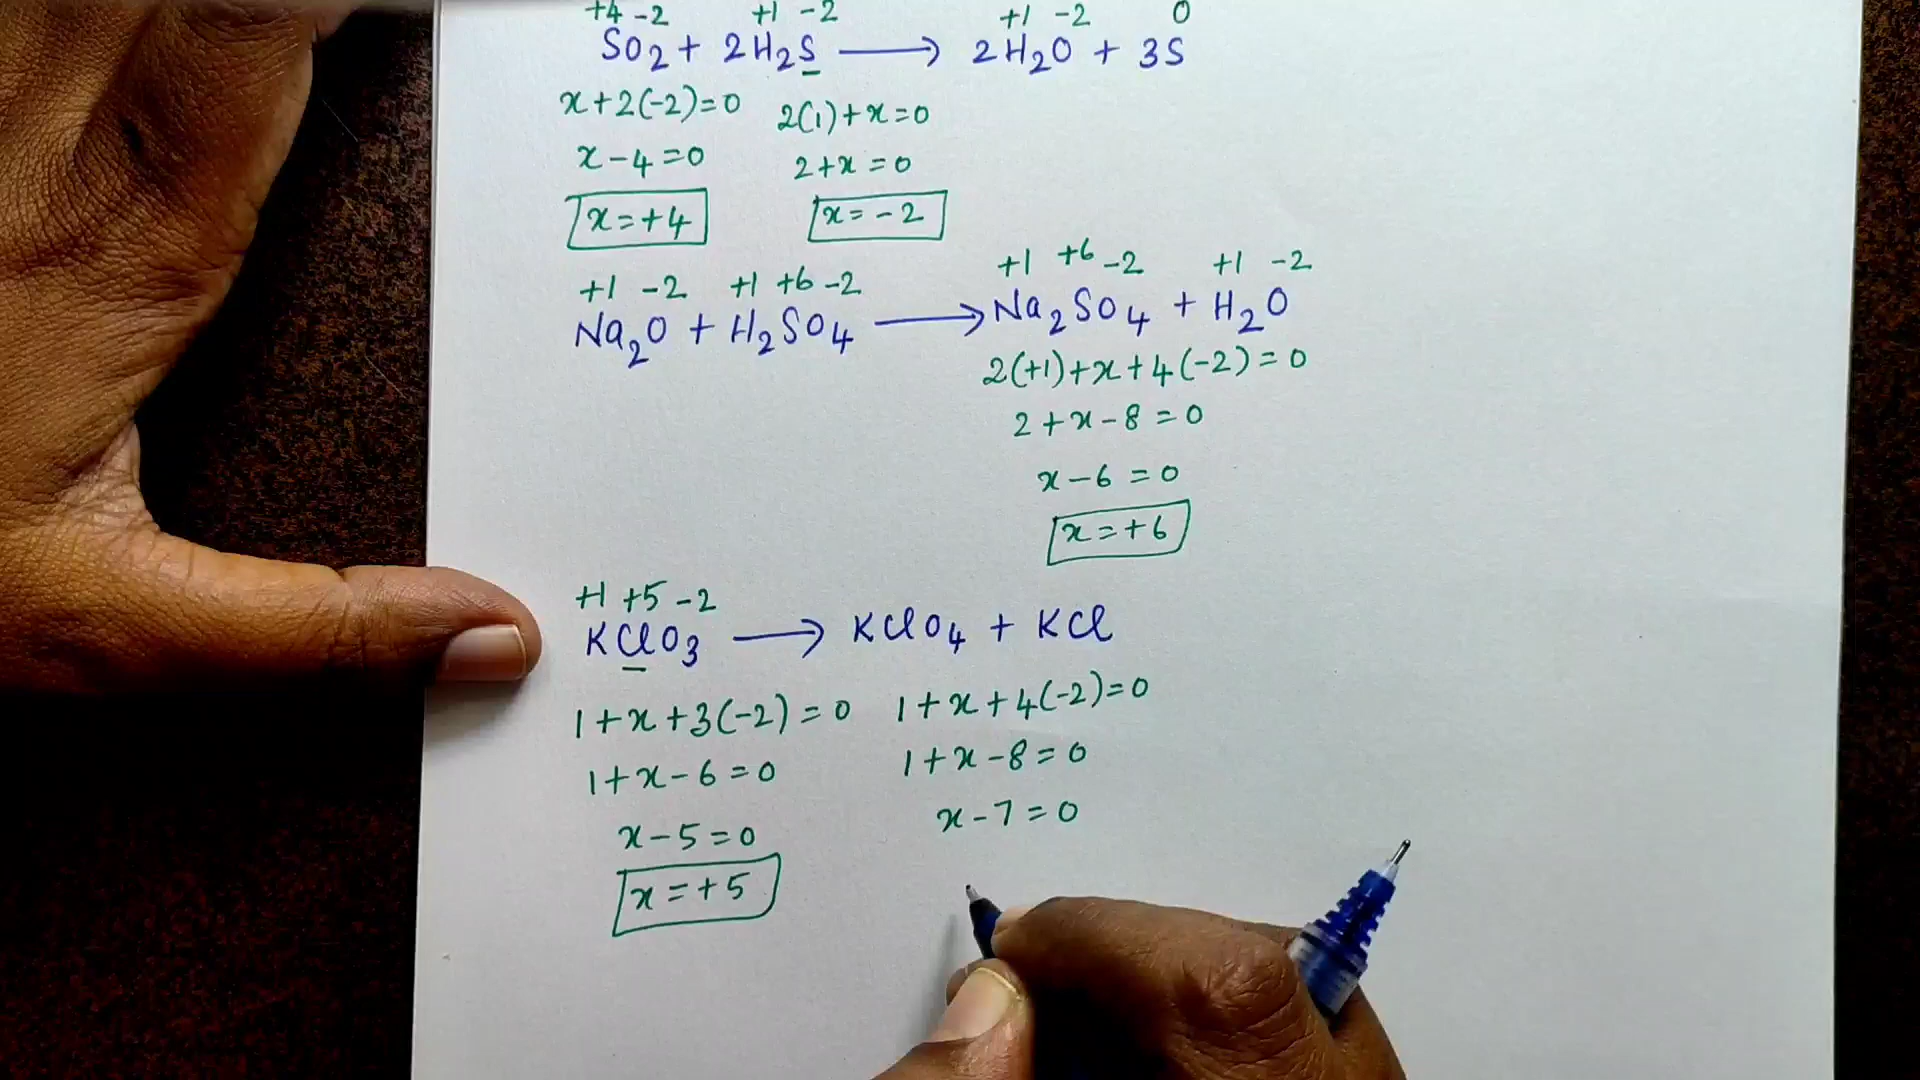 +4 -2 +1 -2 +1 -2 0
SO2 + 2H2S ⟶ 2H2O + 3S
x+2(-2)=0 2(1)+x=0
x-4=0 2+x=0
x=+4 x=-2
+1 -2 +1 +6 -2 +1 +6 -2 +1 -2
Na2O + H2SO4 ⟶ Na2SO4 + H2O
2(+1)+x+4(-2)=0
2+x-8=0
x-6=0
x=+6
+1 +5 -2
KClO3 ⟶ KClO4 + KCl
1+x+3(-2)=0 1+x+4(-2)=0
1+x-6=0 1+x-8=0
x-5=0 x-7=0
x=+5